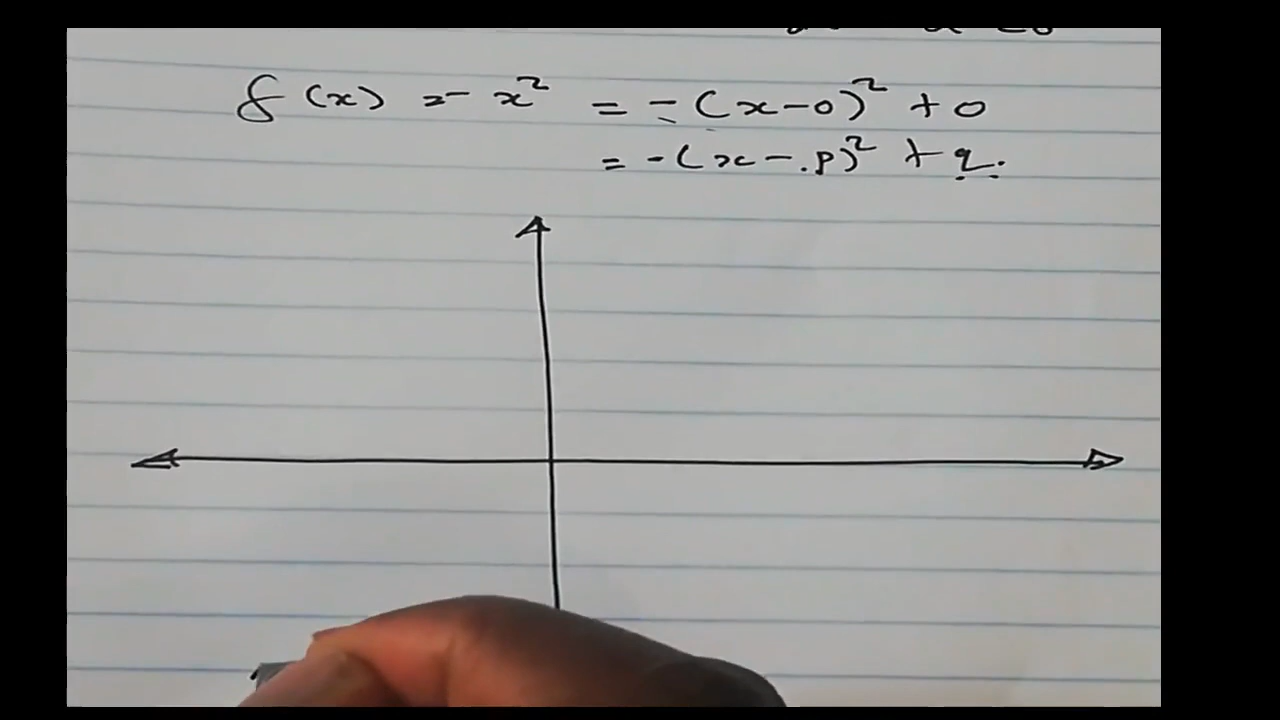 f(x) = - x² = -(x-0)² + 0
= -(x-p)² + q.